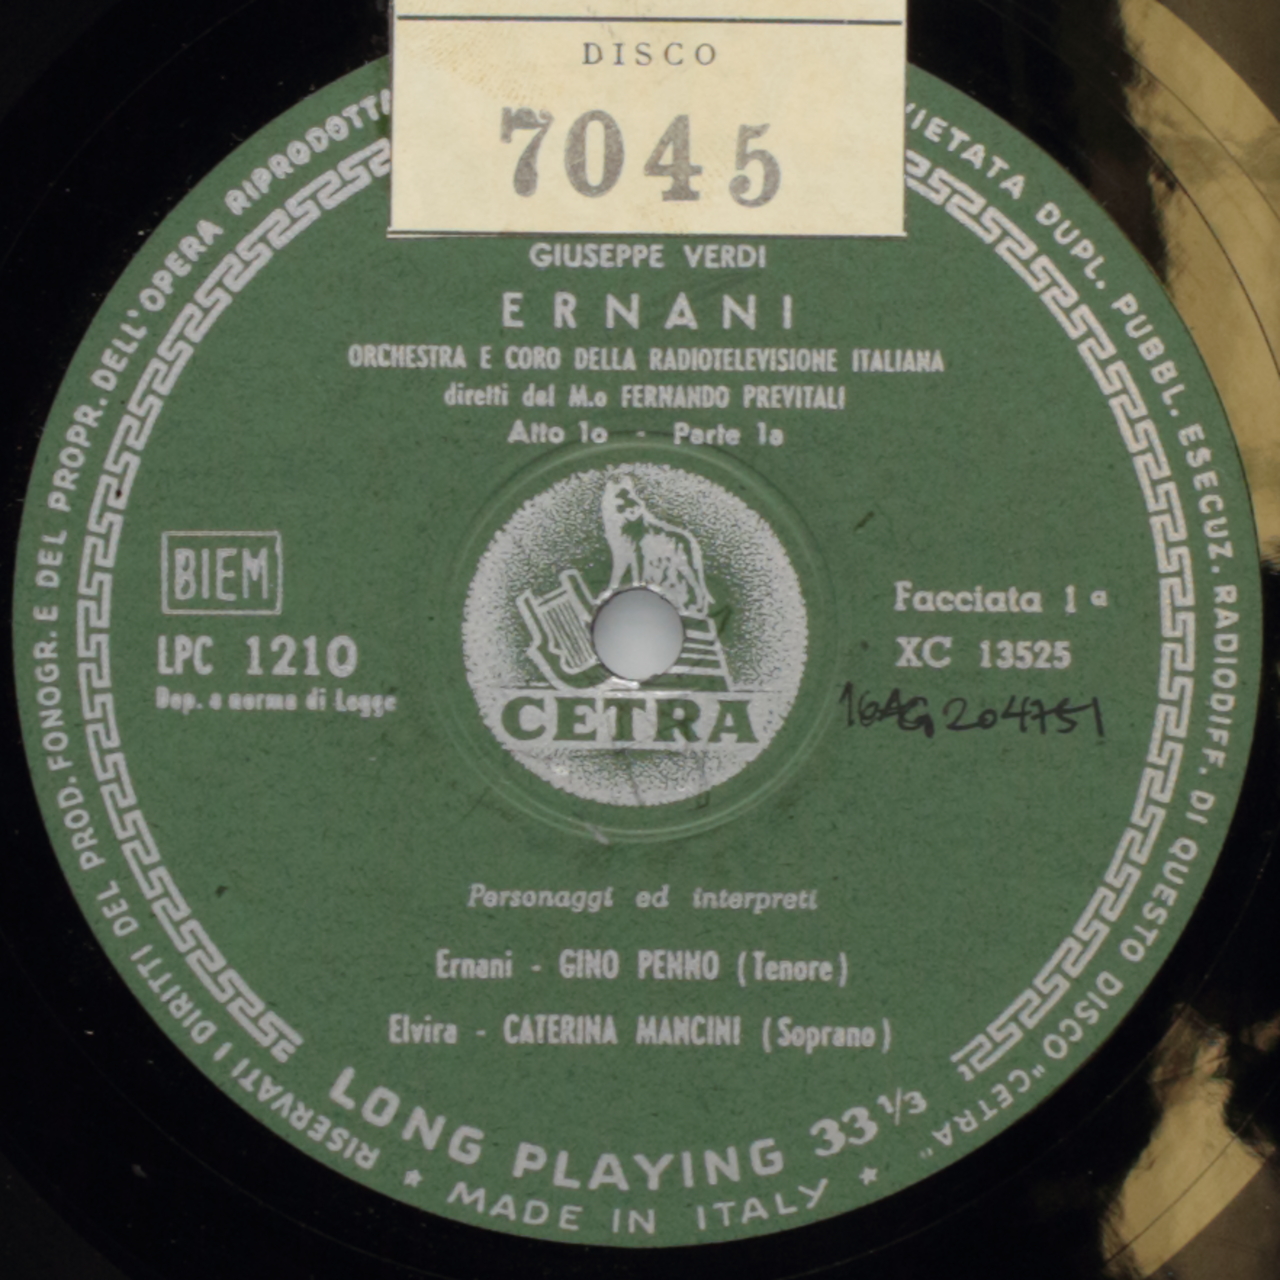 DISCO
7045
GIUSEPPE VERDI
ERNANI
ORCHESTRA E CORO DELLA RADIOTELEVISIONE ITALIANA
diretti dal M.o FERNANDO PREVITALI
Atto 1o - Parte 1a
BIEM
LPC 1210
Dep. a norma di Legge
Facciata 1a
XC 13525
16AG204751
CETRA
Personaggi ed interpreti
Ernani - GINO PENNO (Tenore)
Elvira - CATERINA MANCINI (Soprano)
LONG PLAYING 33 1/3
★ MADE IN ITALY ★
RISERVATI I DIRITTI DEL PROD. FONOGR. E DEL PROPR. DELL'OPERA RIPRODOTTA
VIETATA DUPL. PUBBL. ESECUZ. RADIODIFF. DI QUESTO DISCO "CETRA"